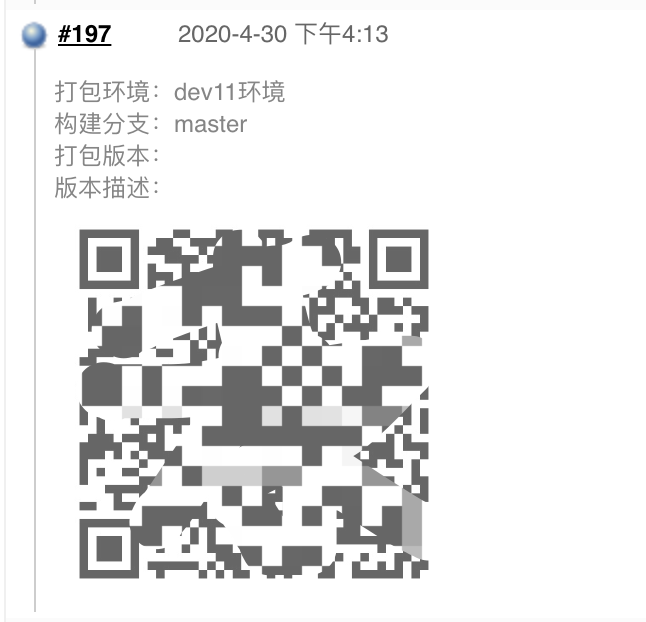 #197 2020-4-30 下午4:13
打包环境：dev11环境
构建分支：master
打包版本：
版本描述：